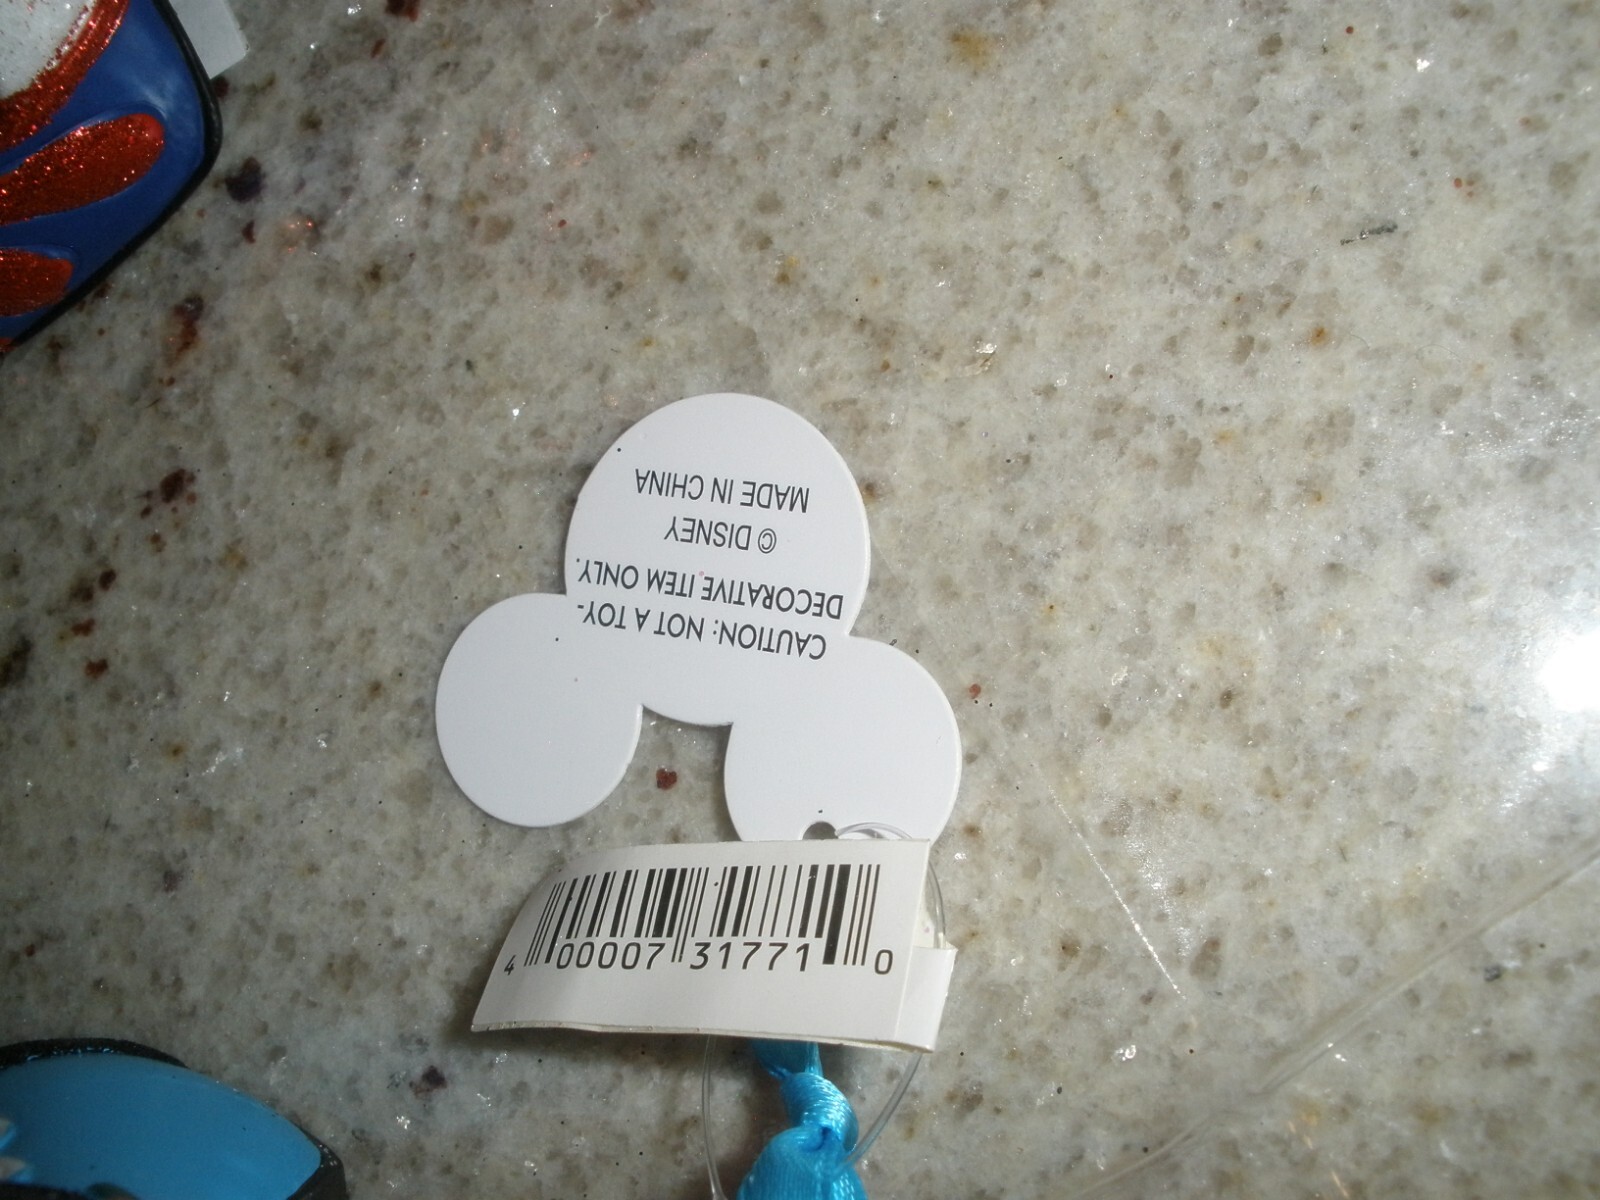 CAUTION: NOT A TOY-
DECORATIVE ITEM ONLY.
© DISNEY
MADE IN CHINA
4 00007 31771 0